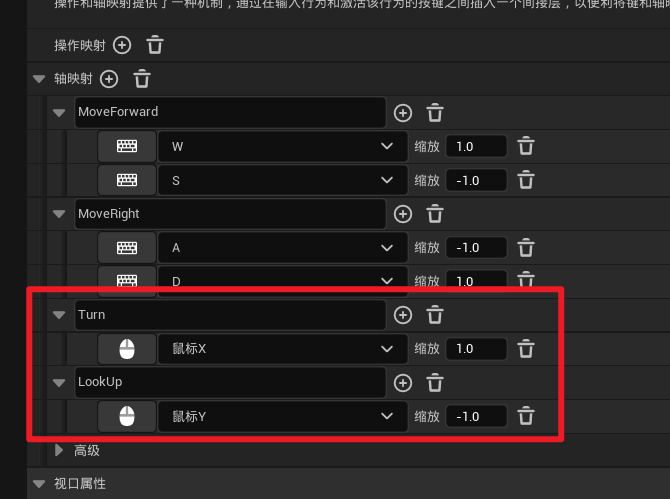 操作和轴映射提供了一种机制，通过在输入行为和激活该行为的按键之间插入一个间接层，以便利将键和轴映
操作映射
轴映射
MoveForward
W 缩放 1.0
S 缩放 -1.0
MoveRight
A 缩放 -1.0
D 缩放 1.0
Turn
鼠标X 缩放 1.0
LookUp
鼠标Y 缩放 -1.0
高级
视口属性